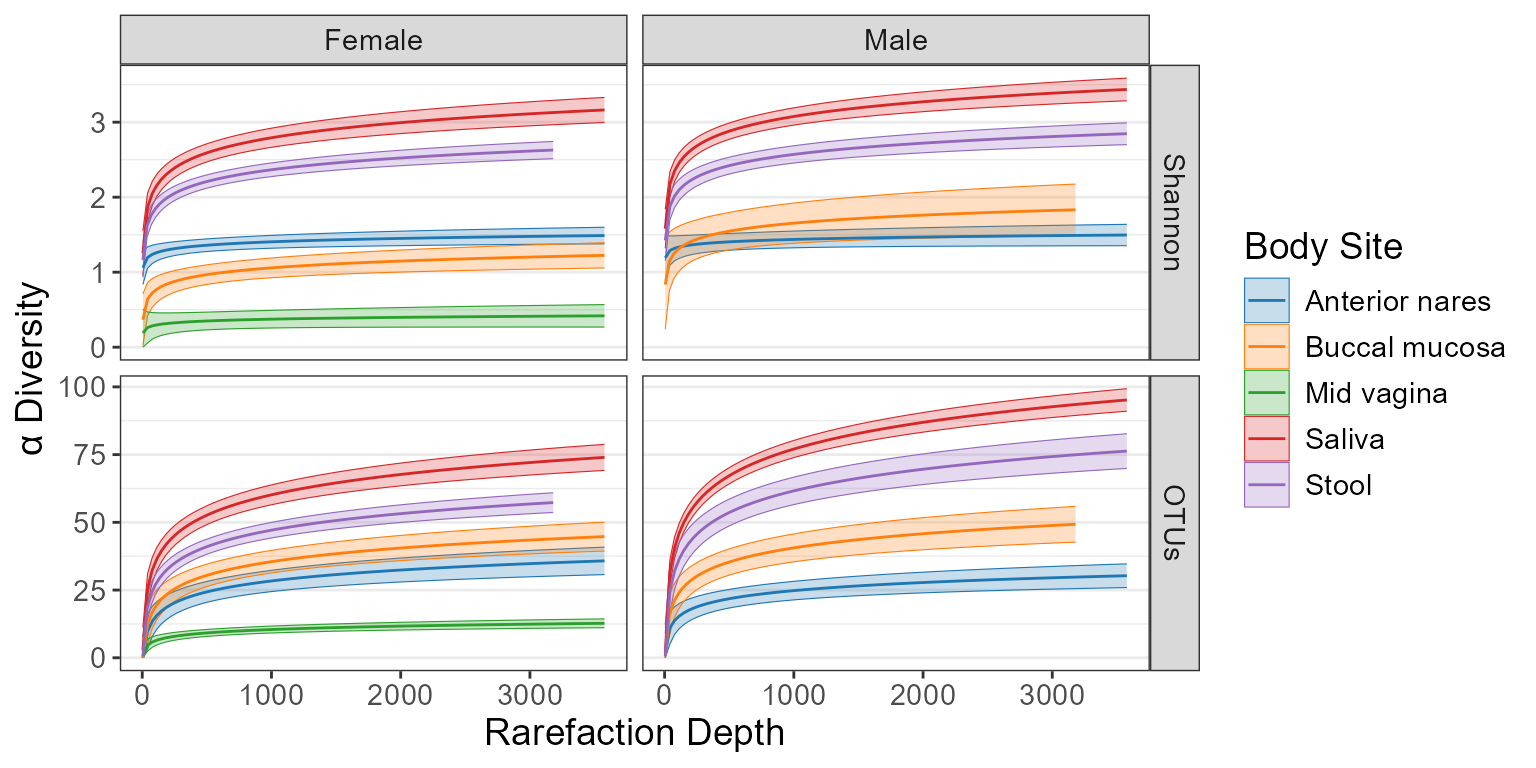 Female
Male
α Diversity
3
2
1
0
Shannon
100
75
50
25
0
OTUs
0
1000
2000
3000
0
1000
2000
3000
Rarefaction Depth
Body Site
Anterior nares
Buccal mucosa
Mid vagina
Saliva
Stool